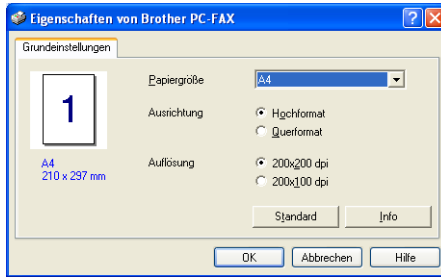 Eigenschaften von Brother PC-FAX
Grundeinstellungen
1
A4
210 x 297 mm
Papiergröße
A4
Ausrichtung
Hochformat
Querformat
Auflösung
200x200 dpi
200x100 dpi
Standard
Info
OK
Abbrechen
Hilfe